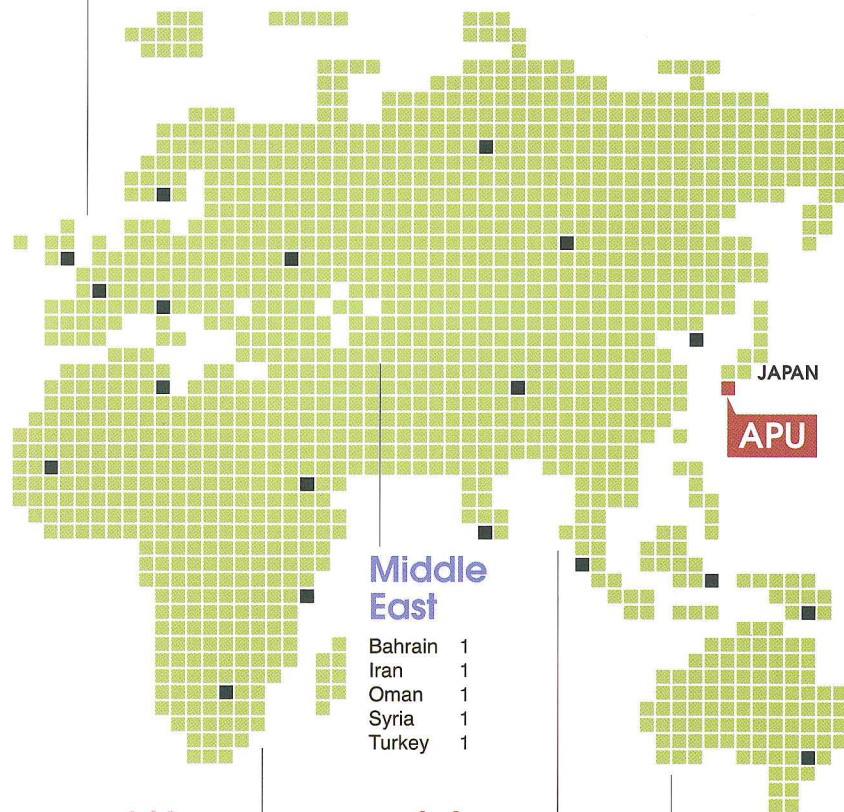 JAPAN
APU
Middle
East
Bahrain 1
Iran 1
Oman 1
Syria 1
Turkey 1